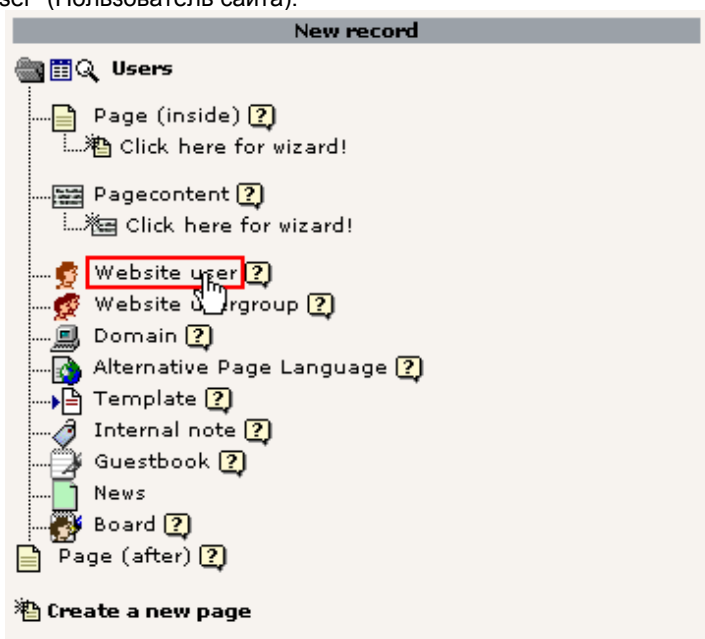 ser" (Пользователь сайта).
New record
Users
Page (inside) ?
Click here for wizard!
Pagecontent ?
Click here for wizard!
Website user ?
Website usergroup ?
Domain ?
Alternative Page Language ?
Template ?
Internal note ?
Guestbook ?
News
Board ?
Page (after) ?
Create a new page